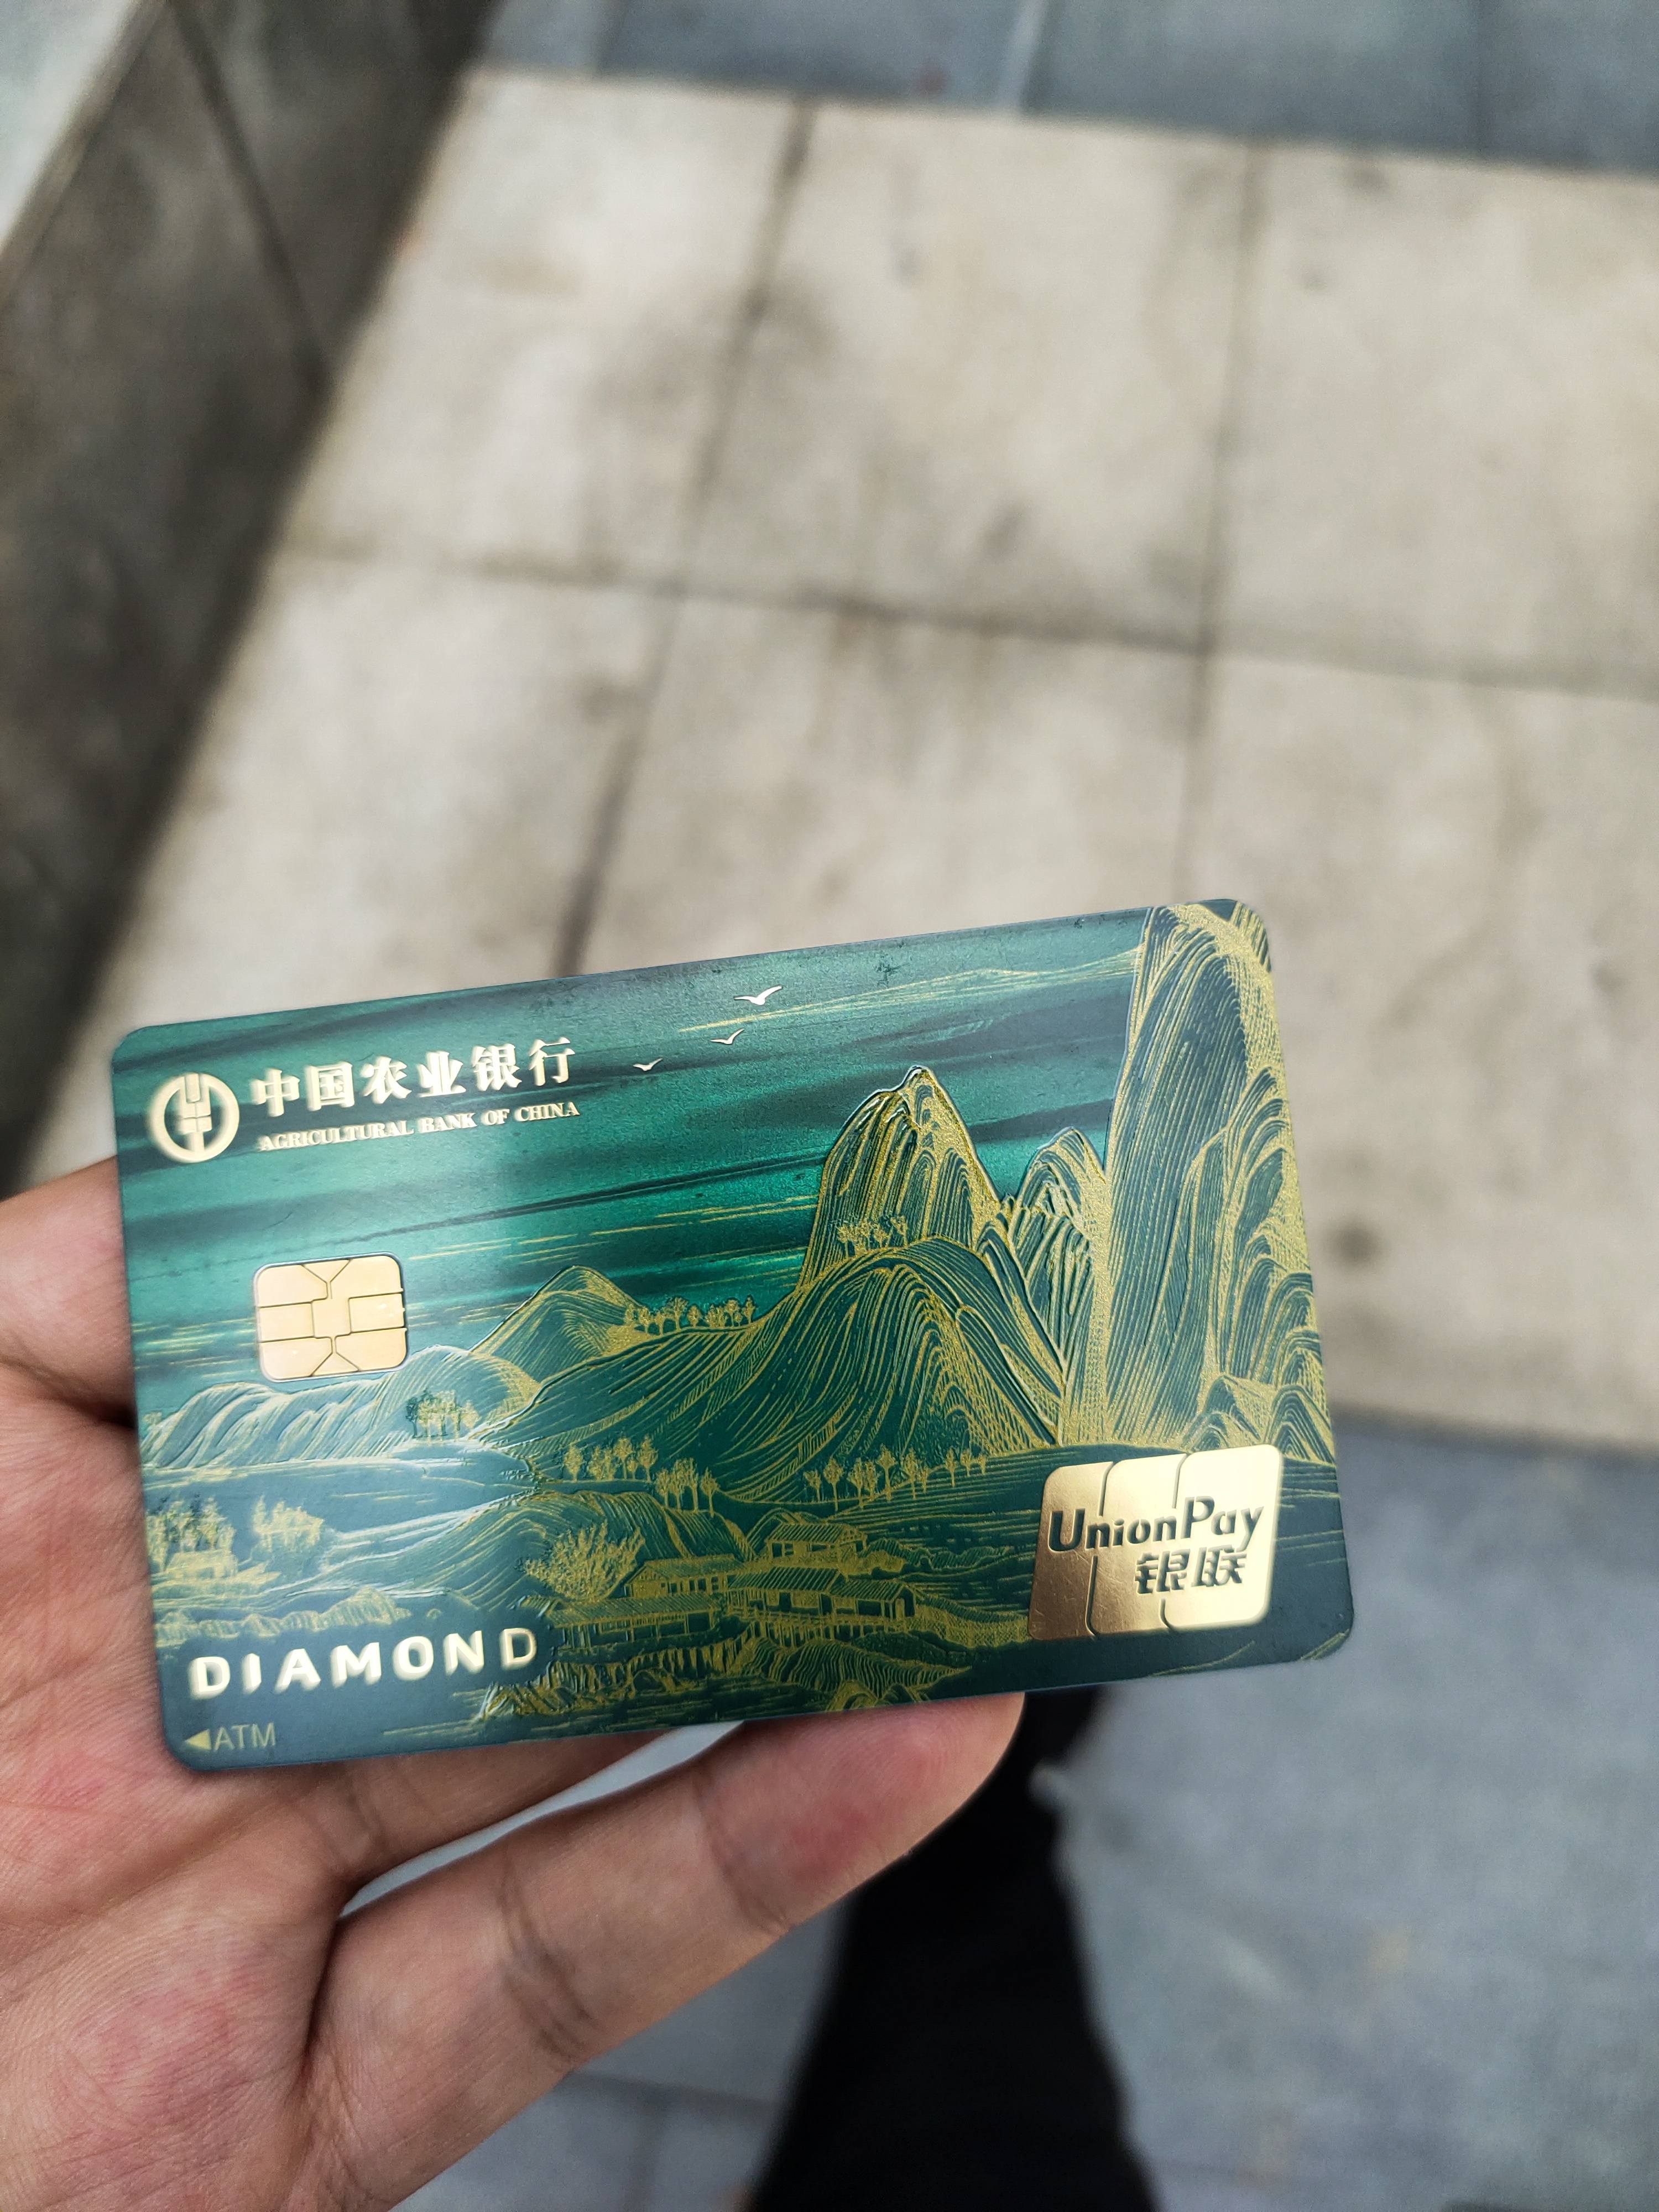 中国农业银行
AGRICULTURAL BANK OF CHINA
UnionPay
银联
DIAMOND
◀ATM